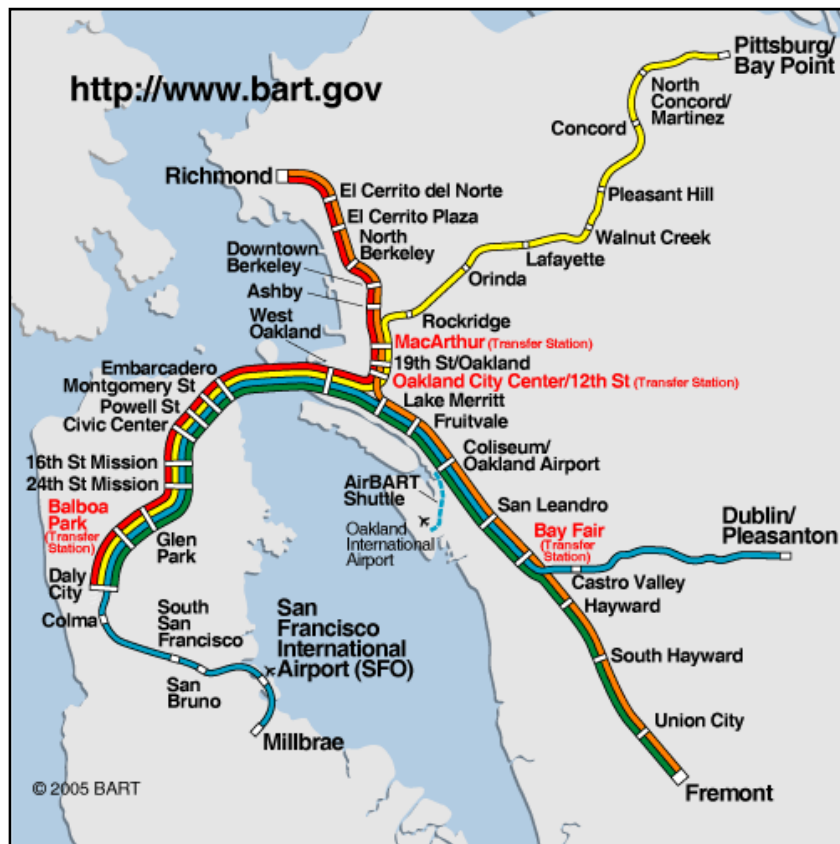 http://www.bart.gov
Pittsburg/
Bay Point
North
Concord/
Martinez
Concord
Pleasant Hill
Walnut Creek
Lafayette
Orinda
Rockridge
Richmond
El Cerrito del Norte
El Cerrito Plaza
North
Berkeley
Downtown
Berkeley
Ashby
West
Oakland
MacArthur (Transfer Station)
19th St/Oakland
Oakland City Center/12th St (Transfer Station)
Lake Merritt
Fruitvale
Coliseum/
Oakland Airport
Embarcadero
Montgomery St
Powell St
Civic Center
16th St Mission
24th St Mission
Balboa
Park
(Transfer
Station)
Glen
Park
Daly
City
Colma
South
San
Francisco
San
Bruno
San
Francisco
International
Airport (SFO)
Millbrae
AirBART
Shuttle
Oakland
International
Airport
San Leandro
Bay Fair
(Transfer
Station)
Dublin/
Pleasanton
Castro Valley
Hayward
South Hayward
Union City
Fremont
© 2005 BART